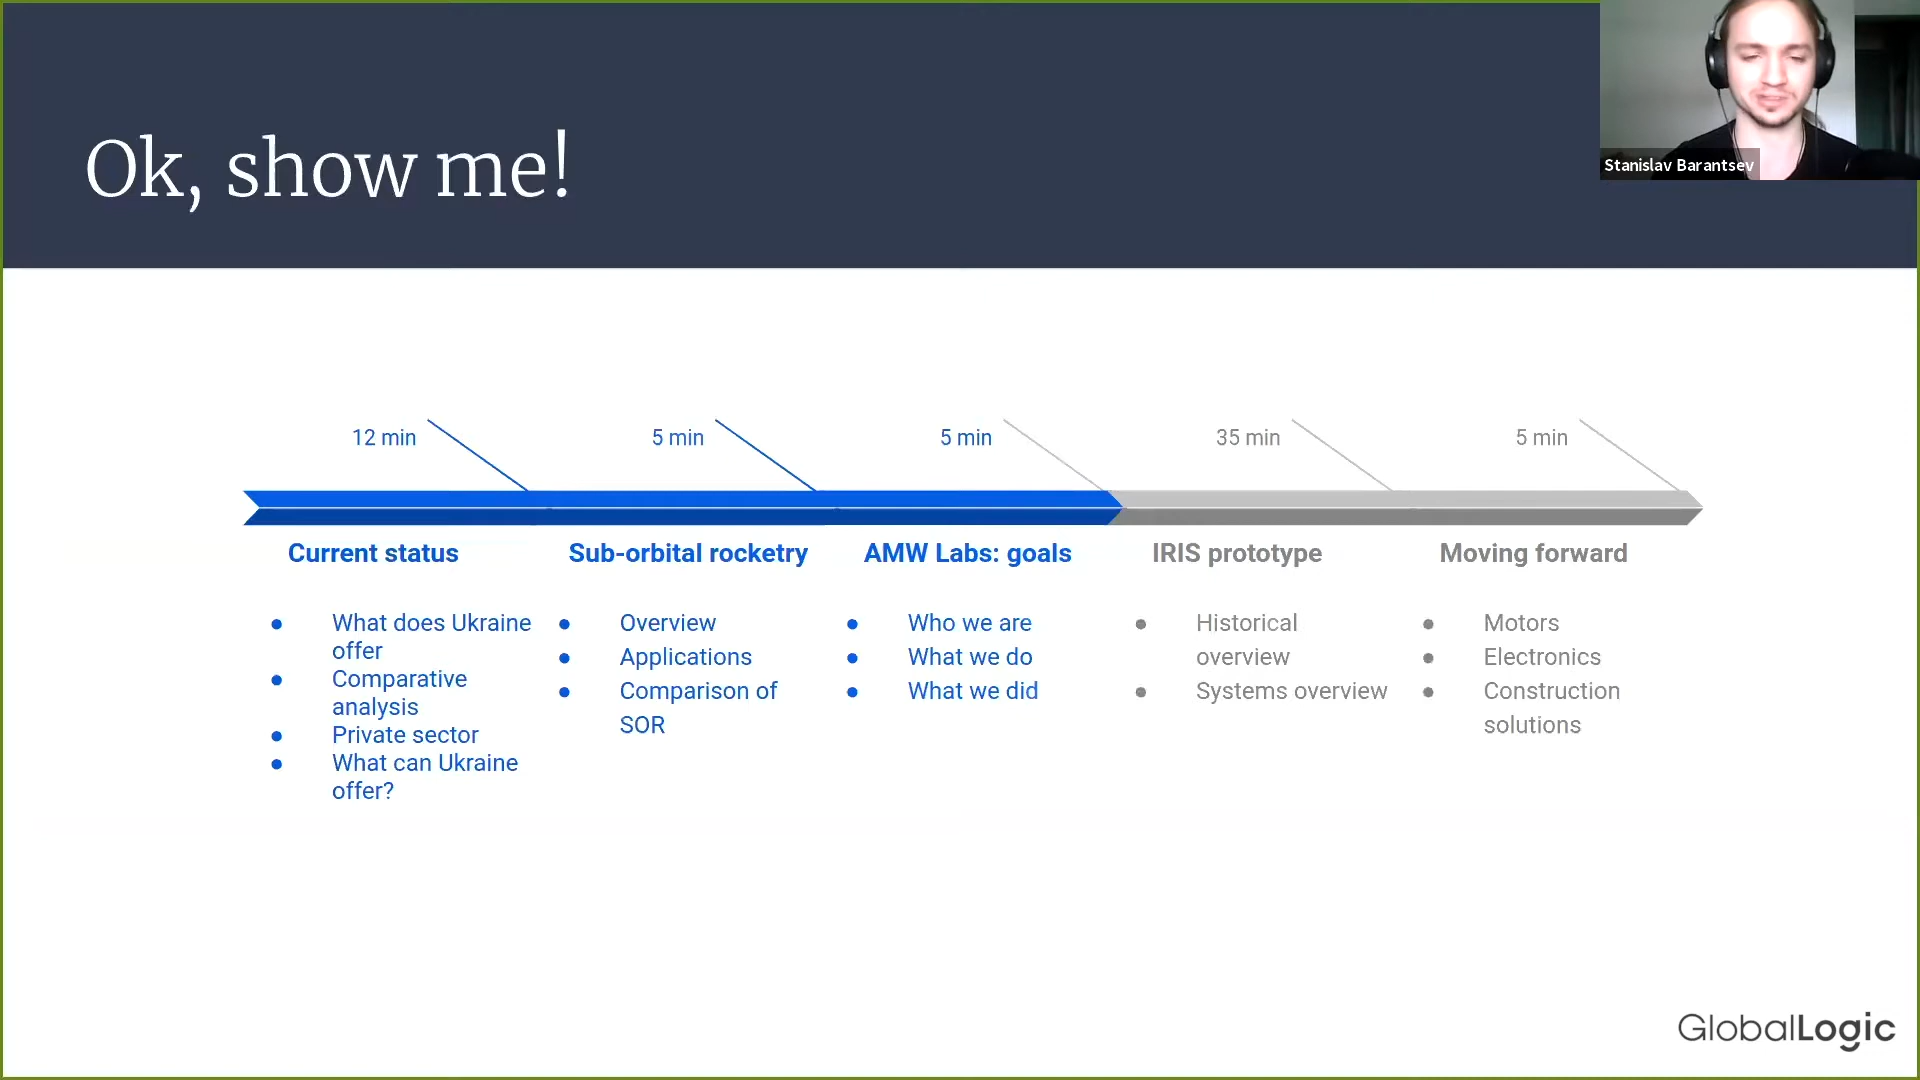 Ok, show me!
Stanislav Barantsev
12 min
5 min
5 min
35 min
5 min
Current status
What does Ukraine
offer
Comparative
analysis
Private sector
What can Ukraine
offer?
Sub-orbital rocketry
Overview
Applications
Comparison of
SOR
AMW Labs: goals
Who we are
What we do
What we did
IRIS prototype
Historical
overview
Systems overview
Moving forward
Motors
Electronics
Construction
solutions
GlobalLogic